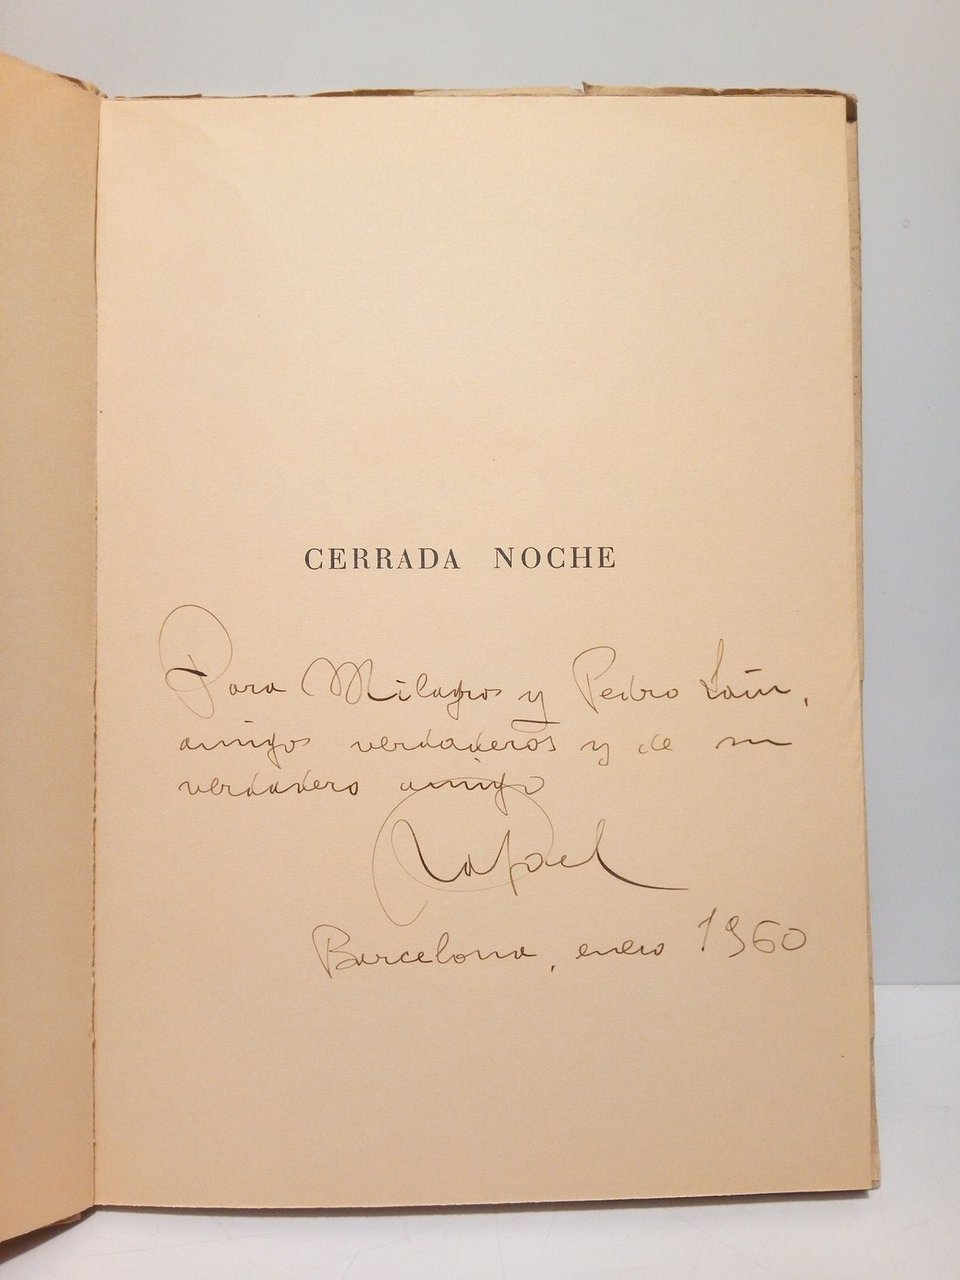 CERRADA NOCHE
Para Milagros y Pedro Laín,
amigos verdaderos y de su
verdadero amigo
Rafael
Barcelona, enero 1960